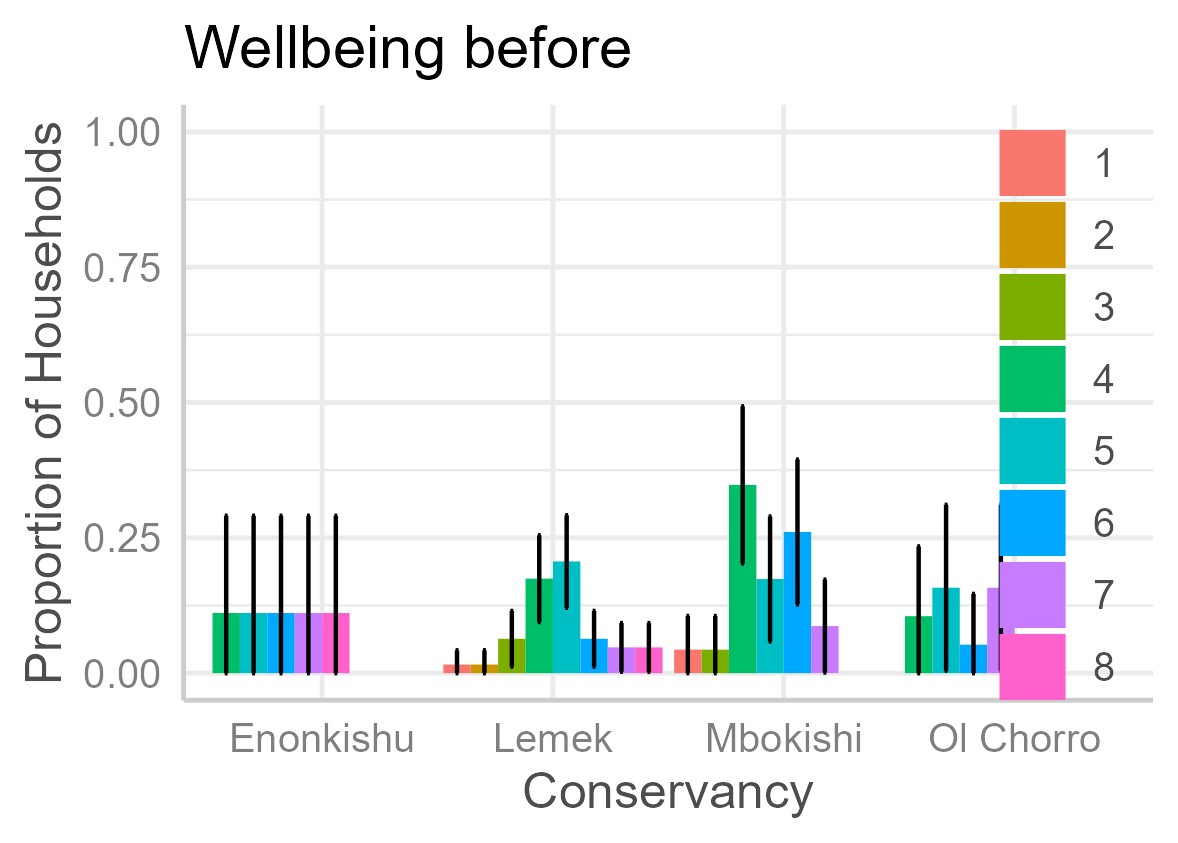 Wellbeing before
Proportion of Households
1.00
0.75
0.50
0.25
0.00
1
2
3
4
5
6
7
8
Enonkishu
Lemek
Mbokishi
Ol Chorro
Conservancy